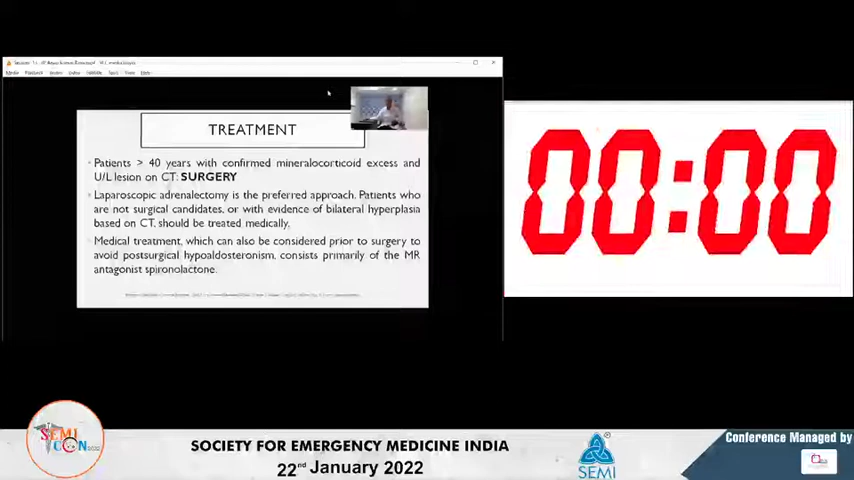 TREATMENT
Patients > 40 years with confirmed mineralocorticoid excess and
U/L lesion on CT: SURGERY
Laparoscopic adrenalectomy is the preferred approach. Patients who
are not surgical candidates, or with evidence of bilateral hyperplasia
based on CT, should be treated medically.
Medical treatment, which can also be considered prior to surgery to
avoid postsurgical hypoaldosteronism, consists primarily of the MR
antagonist spironolactone.
00:00
SEMI
CON
SOCIETY FOR EMERGENCY MEDICINE INDIA
22nd January 2022
SEMI
Conference Managed by